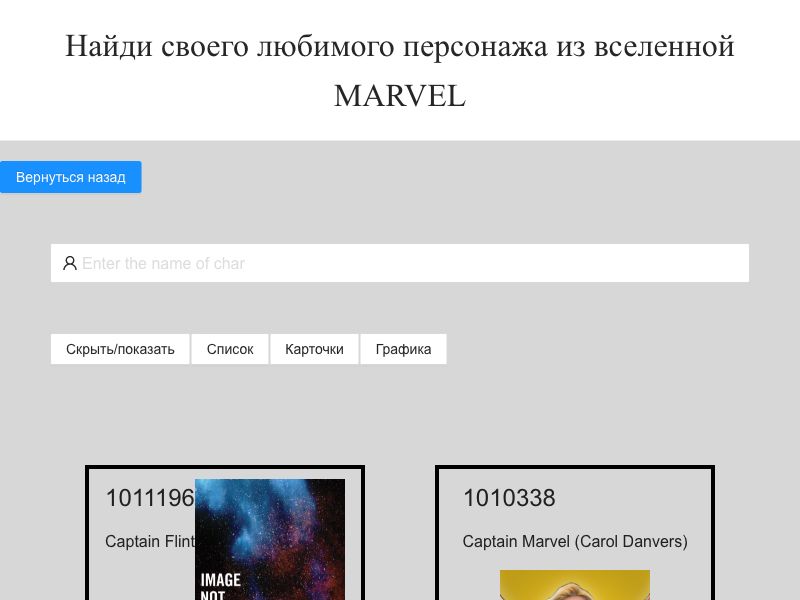 Найди своего любимого персонажа из вселенной
MARVEL
Вернуться назад
Enter the name of char
Скрыть/показать Список Карточки Графика
1011196
Captain Flint
IMAGE
NOT
1010338
Captain Marvel (Carol Danvers)